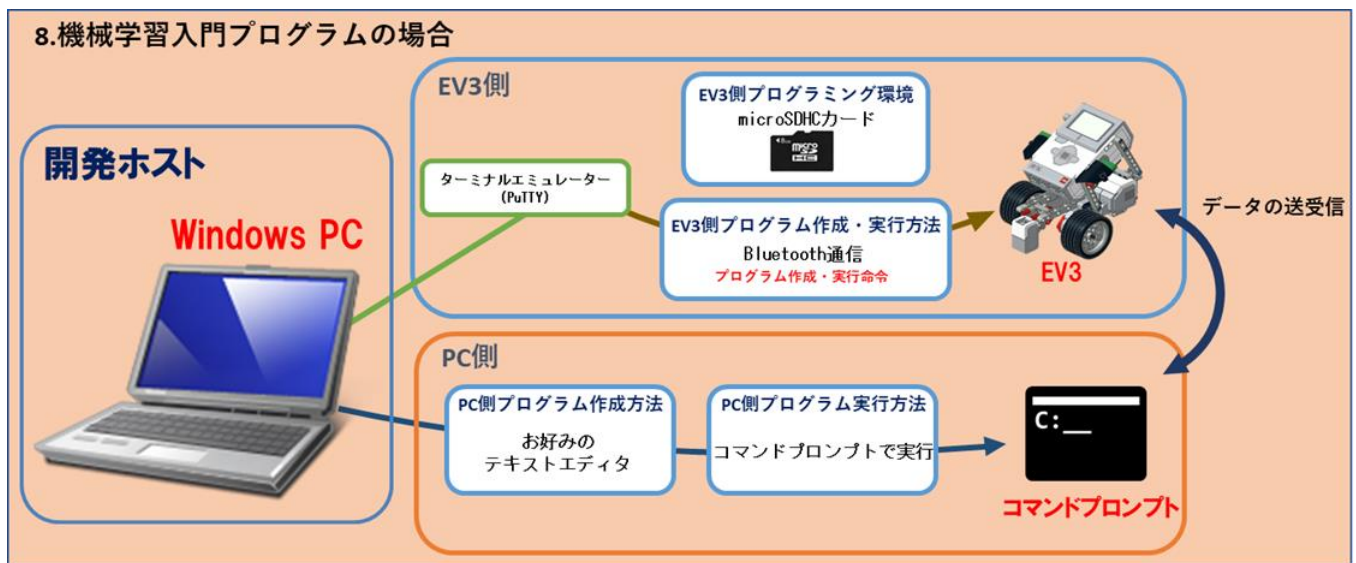 8.機械学習入門プログラムの場合
EV3側
EV3側プログラミング環境
microSDHCカード
micro
HC
開発ホスト
Windows PC
ターミナルエミュレーター
(PuTTY)
EV3側プログラム作成・実行方法
Bluetooth通信
プログラム作成・実行命令
EV3
データの送受信
PC側
PC側プログラム作成方法
お好みの
テキストエディタ
PC側プログラム実行方法
コマンドプロンプトで実行
C:__
コマンドプロンプト